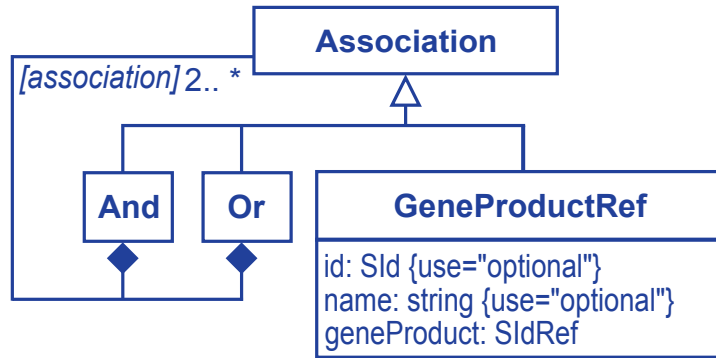 Association
[association] 2.. *
And
Or
GeneProductRef
id: SId {use="optional"}
name: string {use="optional"}
geneProduct: SIdRef